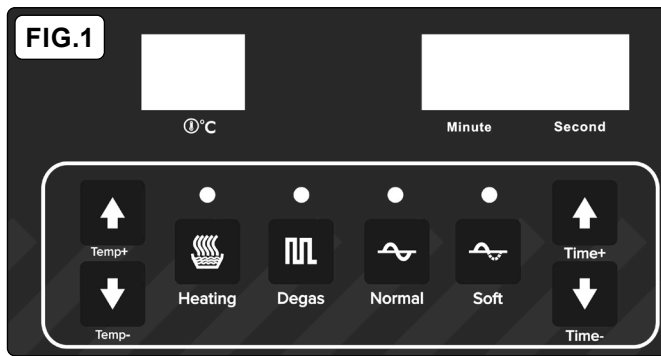 FIG.1
°C
Minute Second
Temp+
Time+
Heating Degas Normal Soft
Temp-
Time-